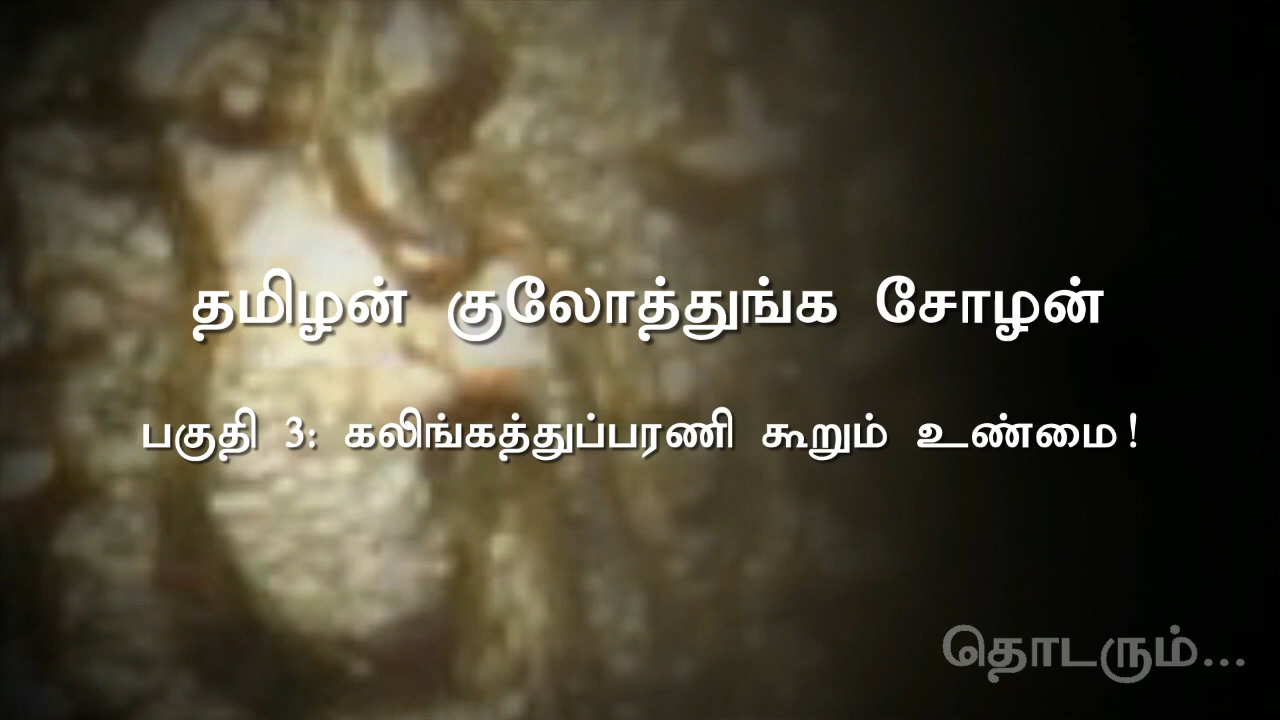 தமிழன் குலோத்துங்க சோழன்
பகுதி 3: கலிங்கத்துப்பரணி கூறும் உண்மை!
தொடரும்...